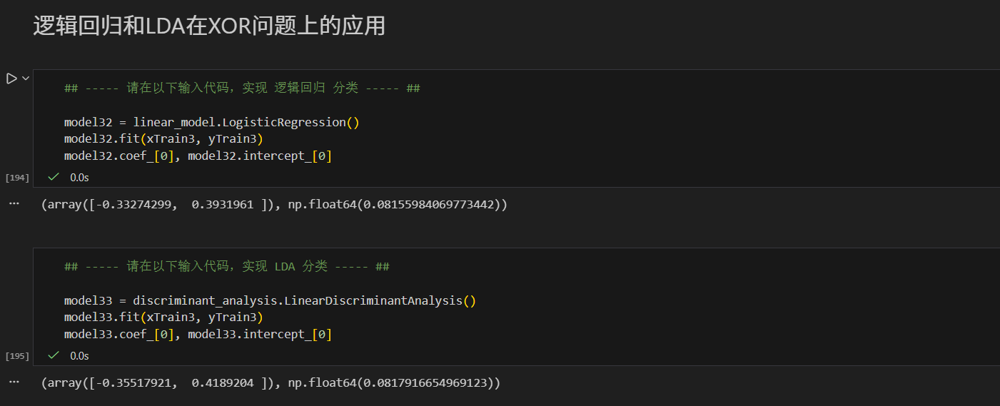 逻辑回归和LDA在XOR问题上的应用
## ----- 请在以下输入代码，实现 逻辑回归 分类 ----- ##
model32 = linear_model.LogisticRegression()
model32.fit(xTrain3, yTrain3)
model32.coef_[0], model32.intercept_[0]
[194] 0.0s
... (array([-0.33274299,  0.3931961 ]), np.float64(0.08155984069773442))
## ----- 请在以下输入代码，实现 LDA 分类 ----- ##
model33 = discriminant_analysis.LinearDiscriminantAnalysis()
model33.fit(xTrain3, yTrain3)
model33.coef_[0], model33.intercept_[0]
[195] 0.0s
... (array([-0.35517921,  0.4189204 ]), np.float64(0.0817916654969123))